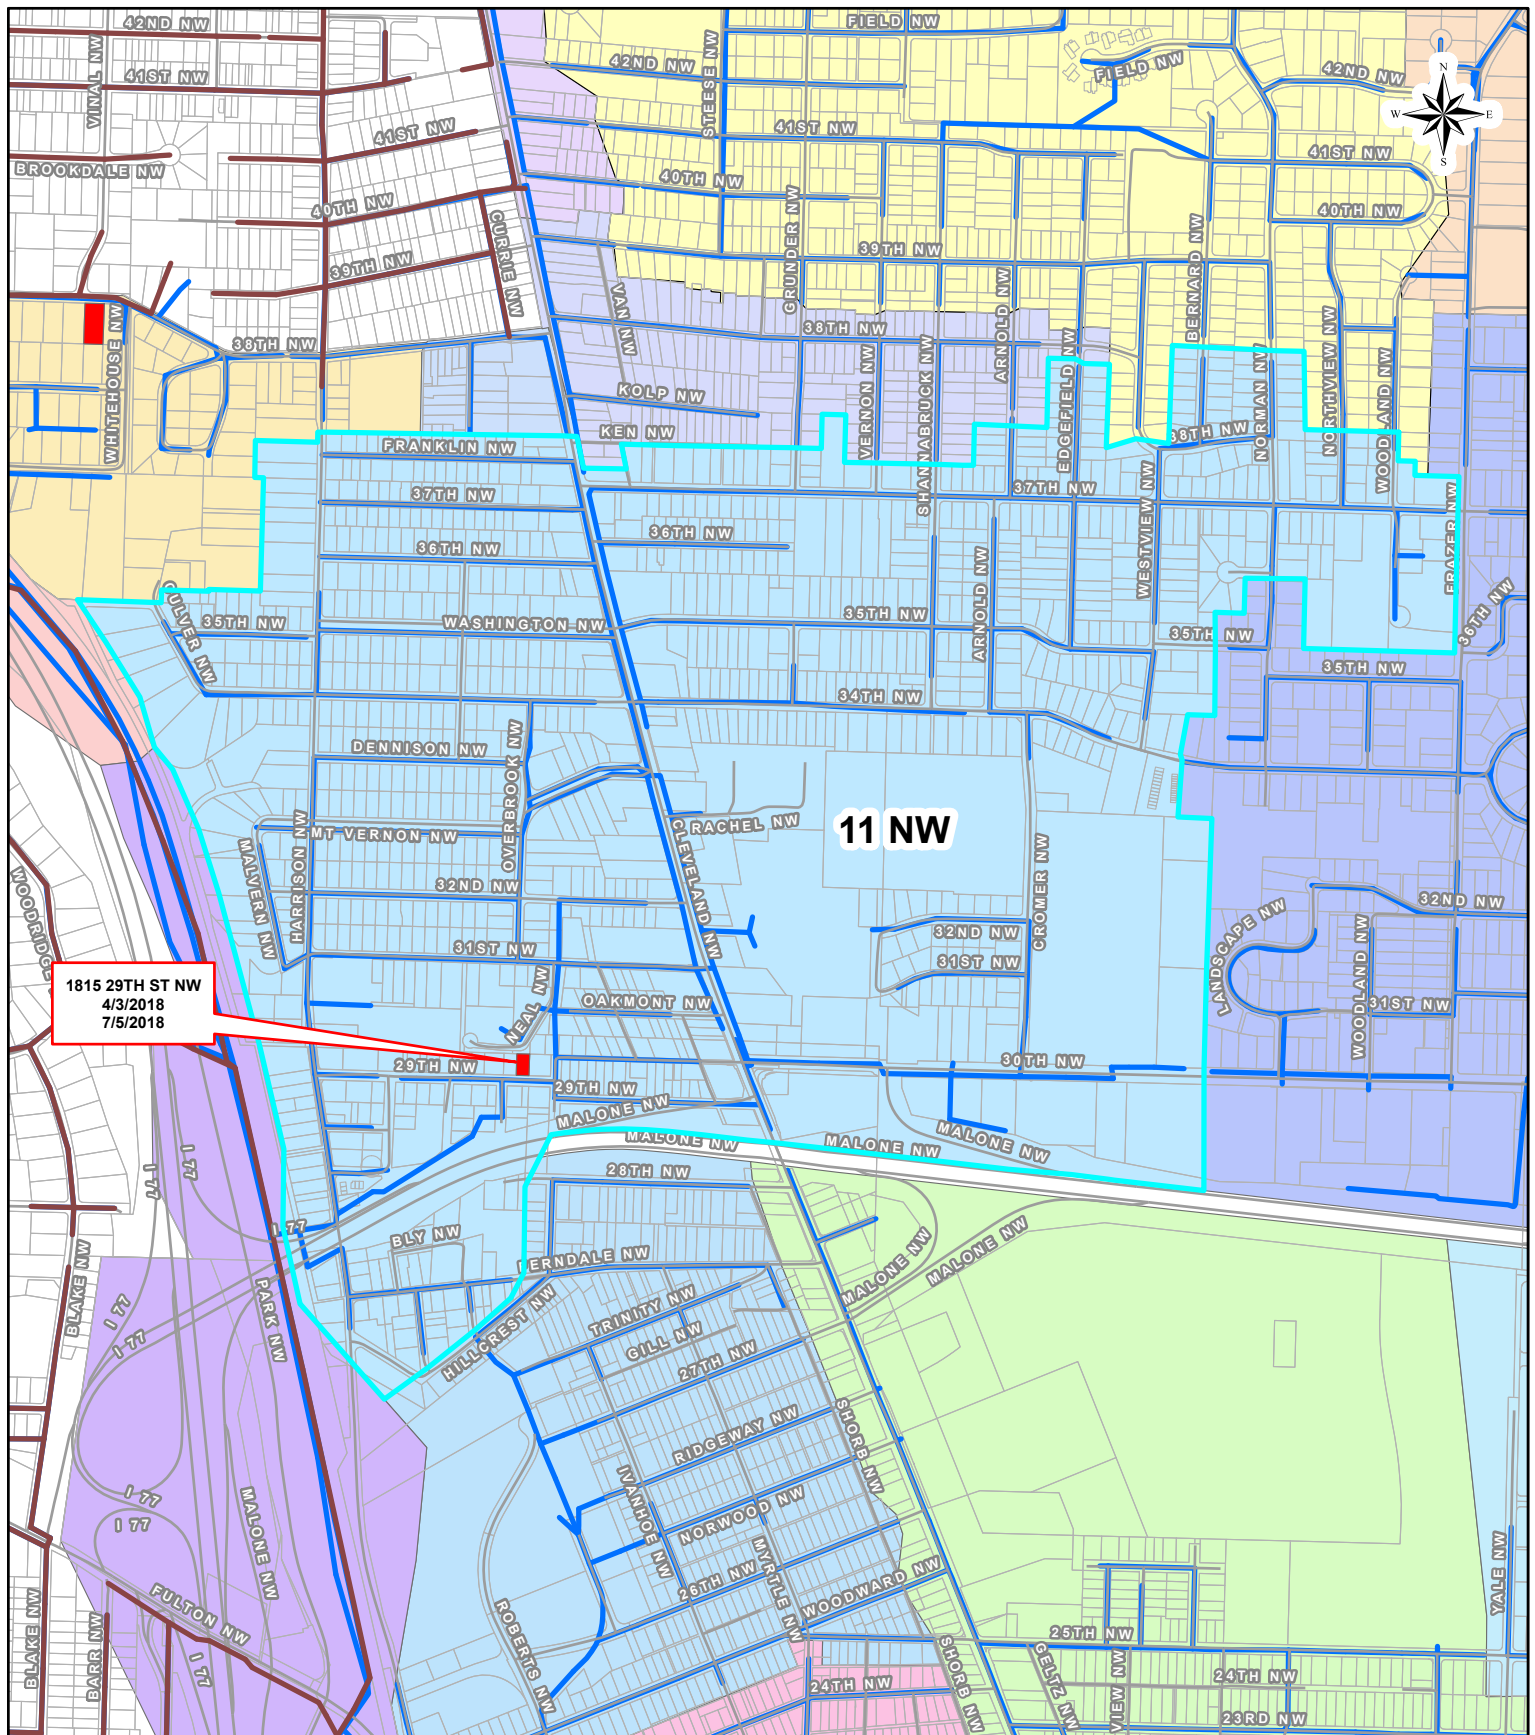 42ND NW
FIELD NW
VINAL NW
STEESE NW
42ND NW
FIELD NW
42ND NW
41ST NW
N
W
E
S
41ST NW
41ST NW
41ST NW
BROOKDALE NW
40TH NW
40TH NW
40TH NW
CURRIE NW
GRUNDER NW
BERNARD NW
39TH NW
39TH NW
VAN NW
ARNOLD NW
38TH NW
WHITEHOUSE NW
38TH NW
VERNON NW
SHANNABRUCK NW
EDGEFIELD NW
NORMAN NW
NORTHVIEW NW
WOODLAND NW
KOLP NW
KEN NW
38TH NW
FRANKLIN NW
37TH NW
37TH NW
WESTVIEW NW
FRAZER NW
36TH NW
36TH NW
ARNOLD NW
36TH NW
CULVER NW
35TH NW
WASHINGTON NW
35TH NW
35TH NW
35TH NW
34TH NW
DENNISON NW
OVERBROOK NW
RACHEL NW
11 NW
MT VERNON NW
HARRISON NW
MALVERN NW
CLEVELAND NW
CROMER NW
32ND NW
32ND NW
WOODRIDGE
31ST NW
32ND NW
31ST NW
LANDSCAPE NW
WOODLAND NW
31ST NW
1815 29TH ST NW
4/3/2018
7/5/2018
NEAL NW
OAKMONT NW
29TH NW
29TH NW
30TH NW
MALONE NW
MALONE NW
MALONE NW
MALONE NW
I 77
I 77
28TH NW
I 77
BLY NW
FERNDALE NW
MALONE NW
MALONE NW
BLAKE NW
PARK NW
I 77
I 77
HILLCREST NW
TRINITY NW
GILL NW
27TH NW
SHORB NW
RIDGEWAY NW
IVANHOE NW
NORWOOD NW
I 77
I 77
MALONE NW
MYRTLE NW
26TH NW
WOODWARD NW
YALE NW
FULTON NW
ROBERTS NW
BLAKE NW
BARR NW
I 77
25TH NW
SHORB NW
GELTZ NW
VIEW NW
24TH NW
24TH NW
23RD NW